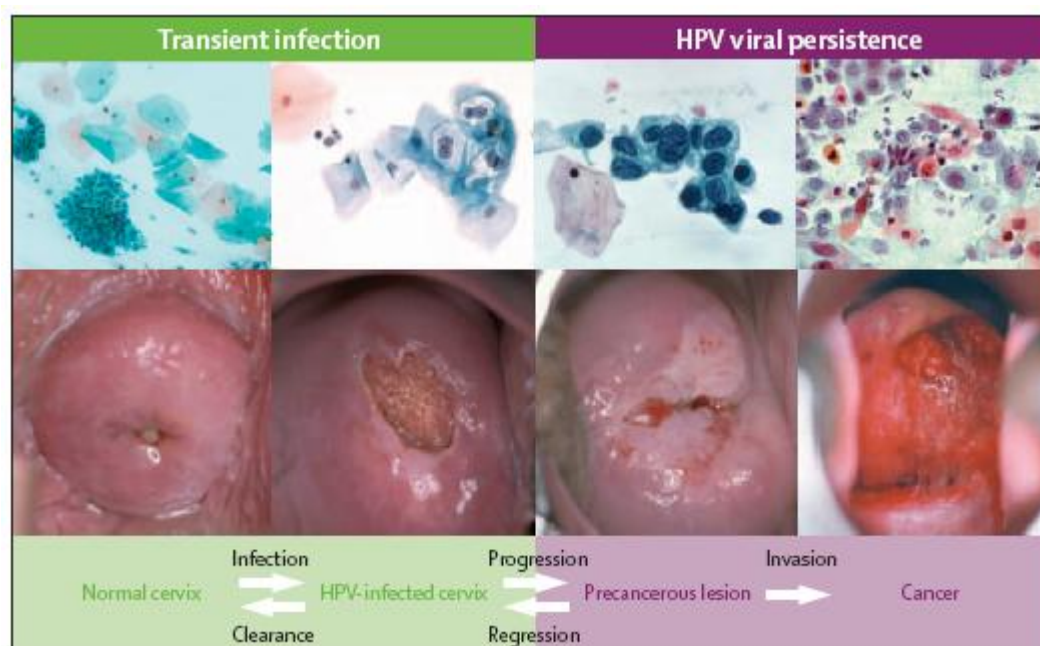 Transient infection
HPV viral persistence
Infection
Progression
Invasion
Normal cervix
HPV-infected cervix
Precancerous lesion
Cancer
Clearance
Regression